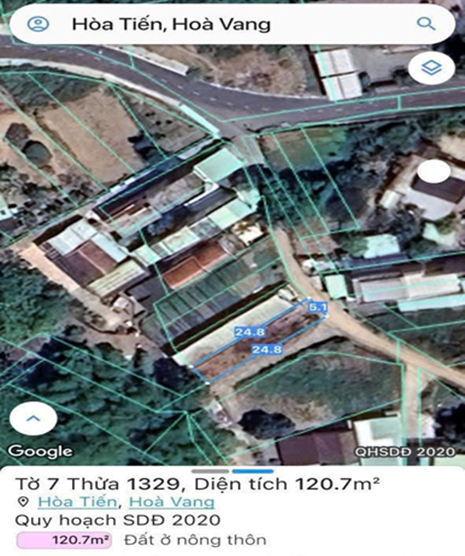 Hòa Tiến, Hoà Vang
5.1
24.8
24.8
Google
QHSDĐ 2020
Tờ 7 Thửa 1329, Diện tích 120.7m²
Hòa Tiến, Hoà Vang
Quy hoạch SDĐ 2020
120.7m² Đất ở nông thôn